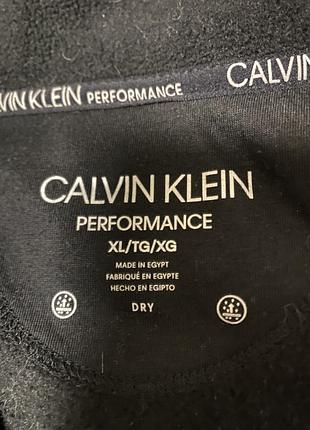 VIN KLEIN PERFORMANCE
CALVIN
CALVIN KLEIN
PERFORMANCE
XL/TG/XG
MADE IN EGYPT
FABRIQUÉ EN EGYPTE
HECHO EN EGIPTO
DRY